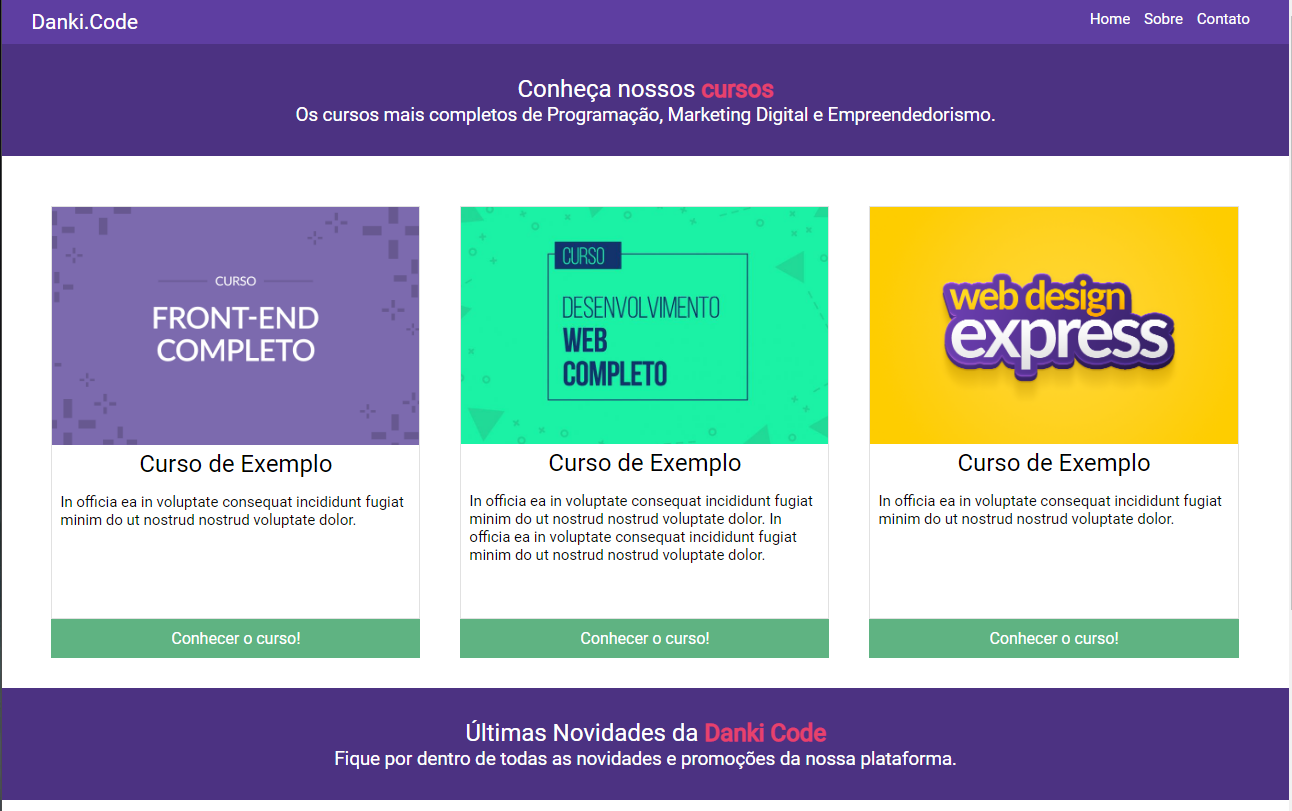 Danki.Code
Home Sobre Contato
Conheça nossos cursos
Os cursos mais completos de Programação, Marketing Digital e Empreendedorismo.
CURSO
FRONT-END
COMPLETO
Curso de Exemplo
In officia ea in voluptate consequat incididunt fugiat
minim do ut nostrud nostrud voluptate dolor.
Conhecer o curso!
CURSO
DESENVOLVIMENTO
WEB
COMPLETO
Curso de Exemplo
In officia ea in voluptate consequat incididunt fugiat
minim do ut nostrud nostrud voluptate dolor. In
officia ea in voluptate consequat incididunt fugiat
minim do ut nostrud nostrud voluptate dolor.
Conhecer o curso!
web design
express
Curso de Exemplo
In officia ea in voluptate consequat incididunt fugiat
minim do ut nostrud nostrud voluptate dolor.
Conhecer o curso!
Últimas Novidades da Danki Code
Fique por dentro de todas as novidades e promoções da nossa plataforma.